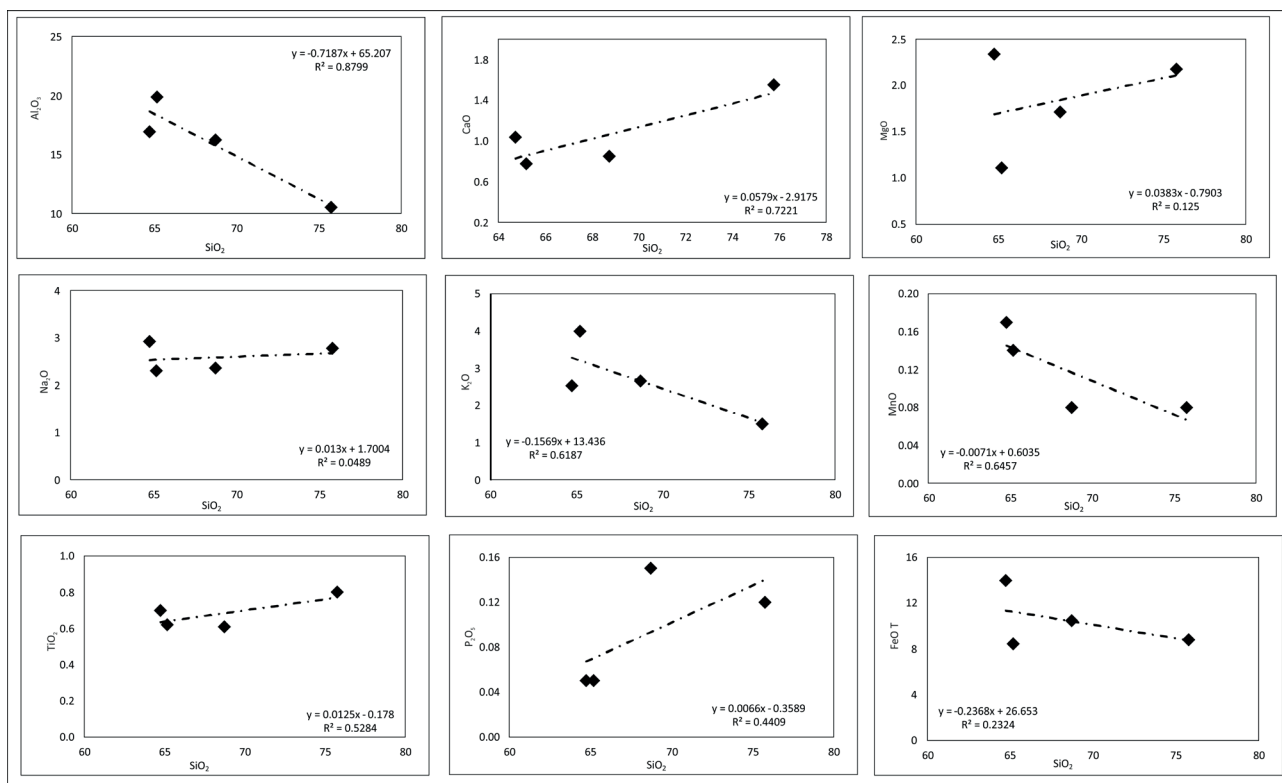 25
20
15
10
Al₂O₃
y = -0.7187x + 65.207
R² = 0.8799
60
65
70
75
80
SiO₂
1.8
1.4
1.0
0.6
0.2
CaO
y = 0.0579x - 2.9175
R² = 0.7221
64
66
68
70
72
74
76
78
SiO₂
2.5
2.0
1.5
1.0
0.5
MgO
y = 0.0383x - 0.7903
R² = 0.125
60
65
70
75
80
SiO₂
4
3
2
1
0
Na₂O
y = 0.013x + 1.7004
R² = 0.0489
60
65
70
75
80
SiO₂
5
4
3
2
1
0
K₂O
y = -0.1569x + 13.436
R² = 0.6187
60
65
70
75
80
SiO₂
0.20
0.16
0.12
0.08
0.04
0.00
MnO
y = -0.0071x + 0.6035
R² = 0.6457
60
65
70
75
80
SiO₂
1.0
0.8
0.6
0.4
0.2
0.0
TiO₂
y = 0.0125x - 0.178
R² = 0.5284
60
65
70
75
80
SiO₂
0.16
0.12
0.08
0.04
0.00
P₂O₅
y = 0.0066x - 0.3589
R² = 0.4409
60
65
70
75
80
SiO₂
16
12
8
4
0
FeO T
y = -0.2368x + 26.653
R² = 0.2324
60
65
70
75
80
SiO₂